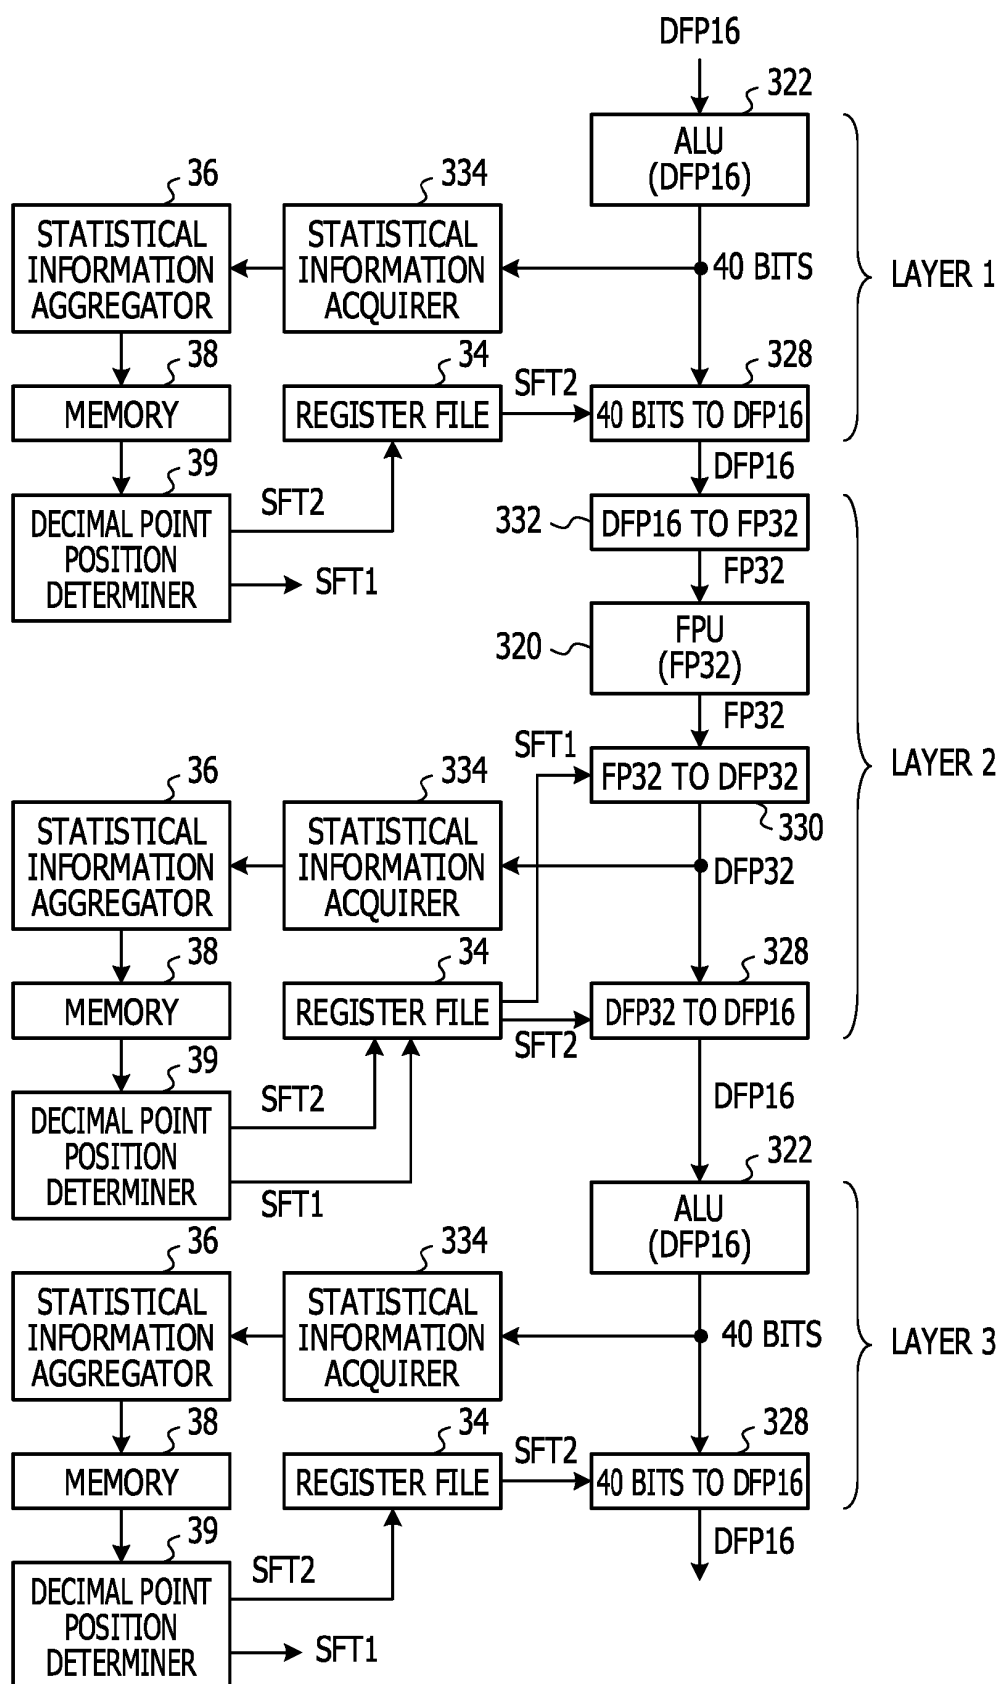 DFP16
322
ALU
(DFP16)
36
334
STATISTICAL
INFORMATION
AGGREGATOR
STATISTICAL
INFORMATION
ACQUIRER
40 BITS
LAYER 1
38
34
SFT2
328
MEMORY
REGISTER FILE
40 BITS TO DFP16
39
DFP16
DECIMAL POINT
POSITION
DETERMINER
SFT2
SFT1
332
DFP16 TO FP32
FP32
320
FPU
(FP32)
FP32
SFT1
FP32 TO DFP32
330
LAYER 2
36
334
STATISTICAL
INFORMATION
AGGREGATOR
STATISTICAL
INFORMATION
ACQUIRER
DFP32
38
34
328
MEMORY
REGISTER FILE
SFT2
DFP32 TO DFP16
39
DECIMAL POINT
POSITION
DETERMINER
SFT2
SFT1
DFP16
322
ALU
(DFP16)
36
334
STATISTICAL
INFORMATION
AGGREGATOR
STATISTICAL
INFORMATION
ACQUIRER
40 BITS
LAYER 3
38
34
SFT2
328
MEMORY
REGISTER FILE
40 BITS TO DFP16
39
DFP16
DECIMAL POINT
POSITION
DETERMINER
SFT2
SFT1